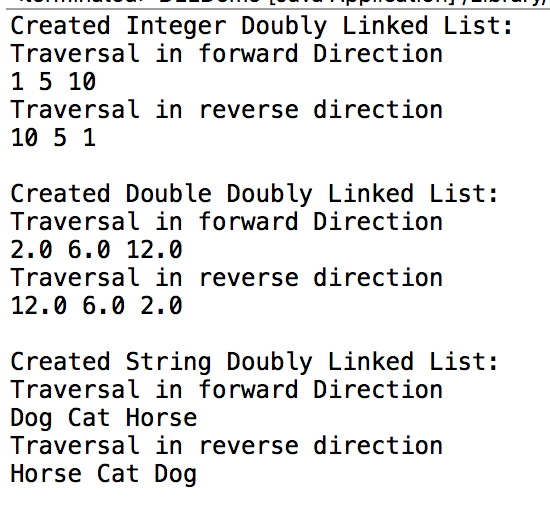 Created Integer Doubly Linked List:
Traversal in forward Direction
1 5 10
Traversal in reverse direction
10 5 1
Created Double Doubly Linked List:
Traversal in forward Direction
2.0 6.0 12.0
Traversal in reverse direction
12.0 6.0 2.0
Created String Doubly Linked List:
Traversal in forward Direction
Dog Cat Horse
Traversal in reverse direction
Horse Cat Dog